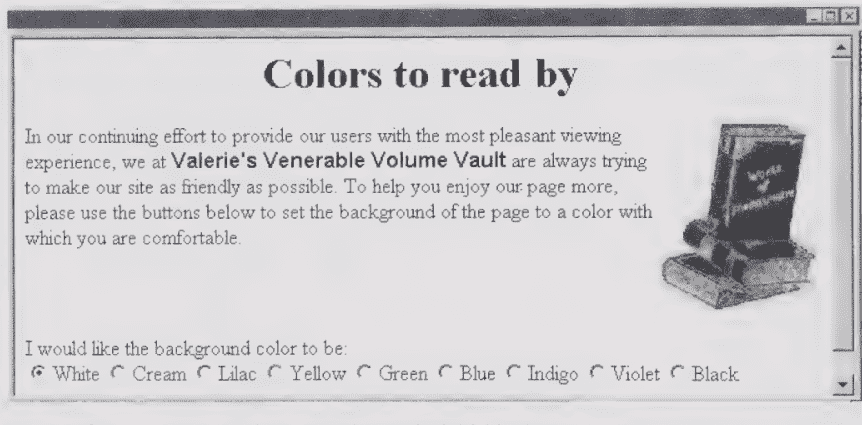 Colors to read by
In our continuing effort to provide our users with the most pleasant viewing
experience, we at Valerie's Venerable Volume Vault are always trying
to make our site as friendly as possible. To help you enjoy our page more,
please use the buttons below to set the background of the page to a color with
which you are comfortable.
Works
of
I would like the background color to be:
White Cream Lilac Yellow Green Blue Indigo Violet Black